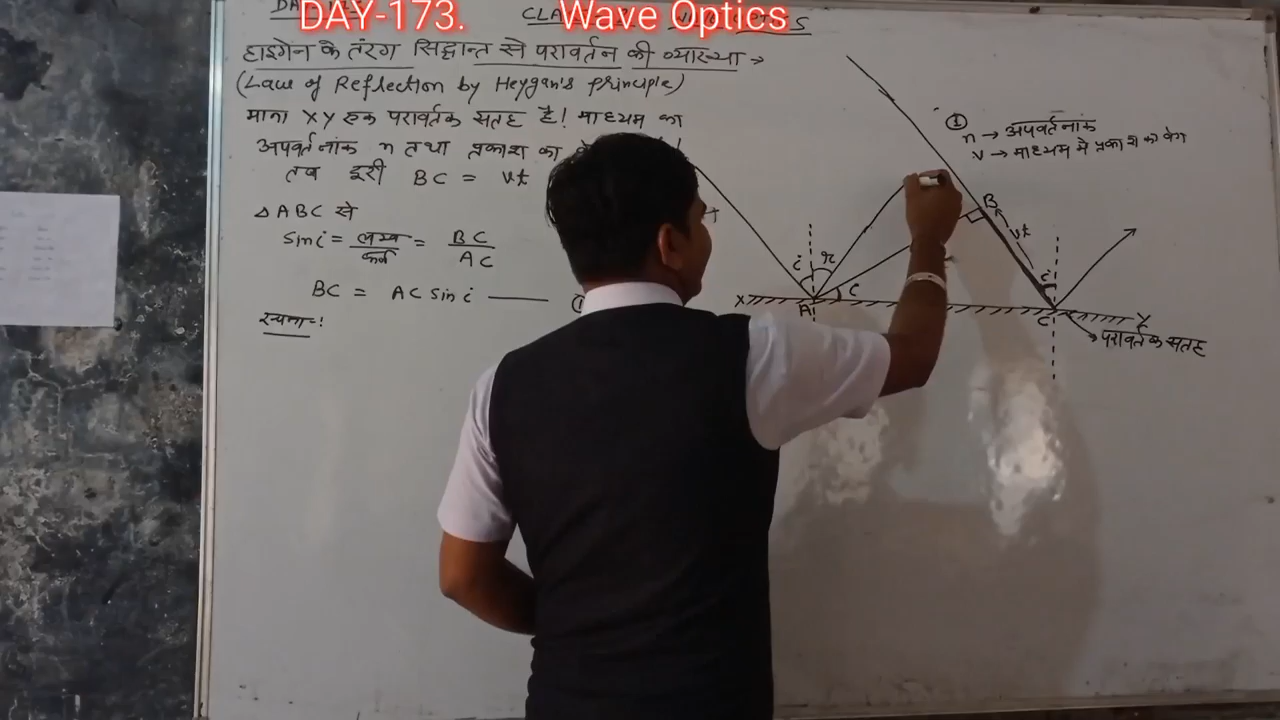 DAY-173. Wave Optics
हाइगेन के तंरग सिद्धान्त से परावर्तन की व्याख्या →
(Law of Reflection by Heygan's principle)
माना XY एक परावर्तक सतह है! माध्यम का
अपवर्तनांक n तथा प्रकाश का
तब दूरी BC = vt
△ABC से
sin i = लम्ब/कर्ण = BC/AC
BC = AC sin i —— ①
रचना:-
①
n → अपवर्तनांक
v → माध्यम में प्रकाश का वेग
B
vt
i r
i
i
X A C Y
परावर्तक सतह